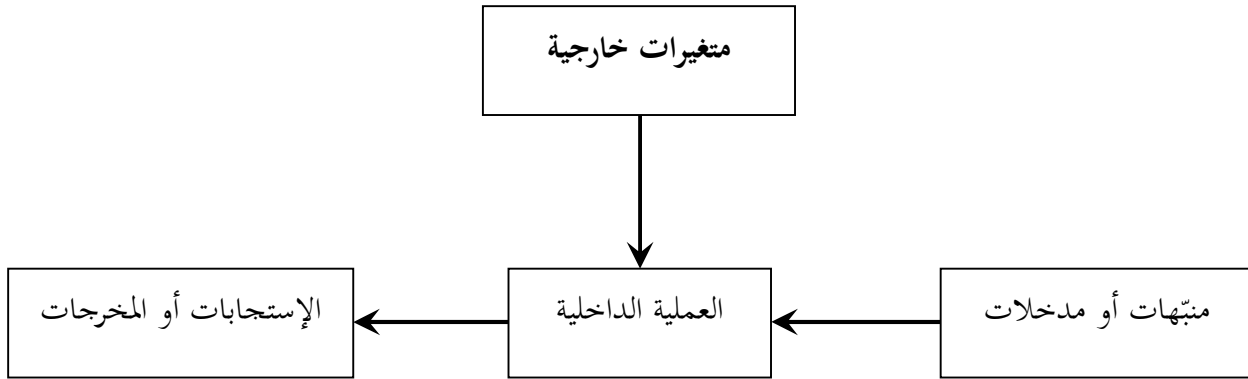 متغيرات خارجية
منبّهات أو مدخلات
العملية الداخلية
الإستجابات أو المخرجات